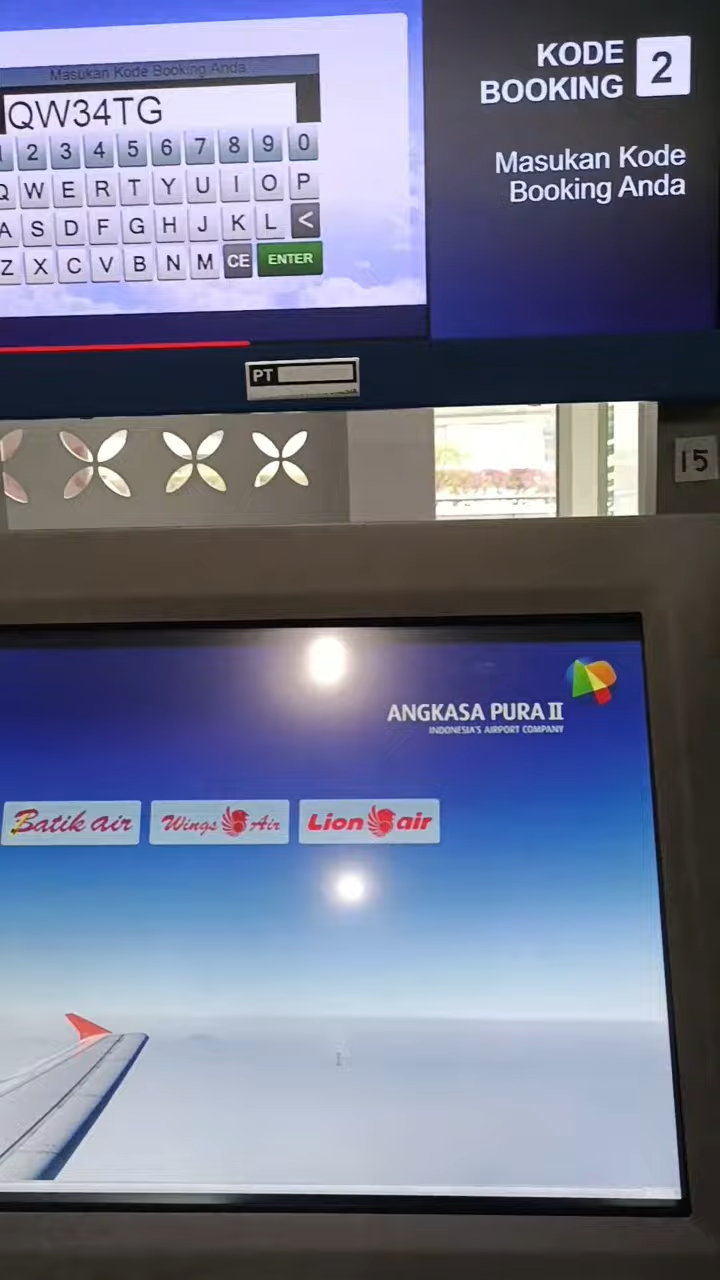 Masukan Kode Booking Anda
QW34TG
2 3 4 5 6 7 8 9 0
Q W E R T Y U I O P
A S D F G H J K L <
Z X C V B N M CE ENTER
KODE
BOOKING 2
Masukan Kode
Booking Anda
PT
15
ANGKASA PURA II
INDONESIA'S AIRPORT COMPANY
Batik air
Wings Air
Lion air